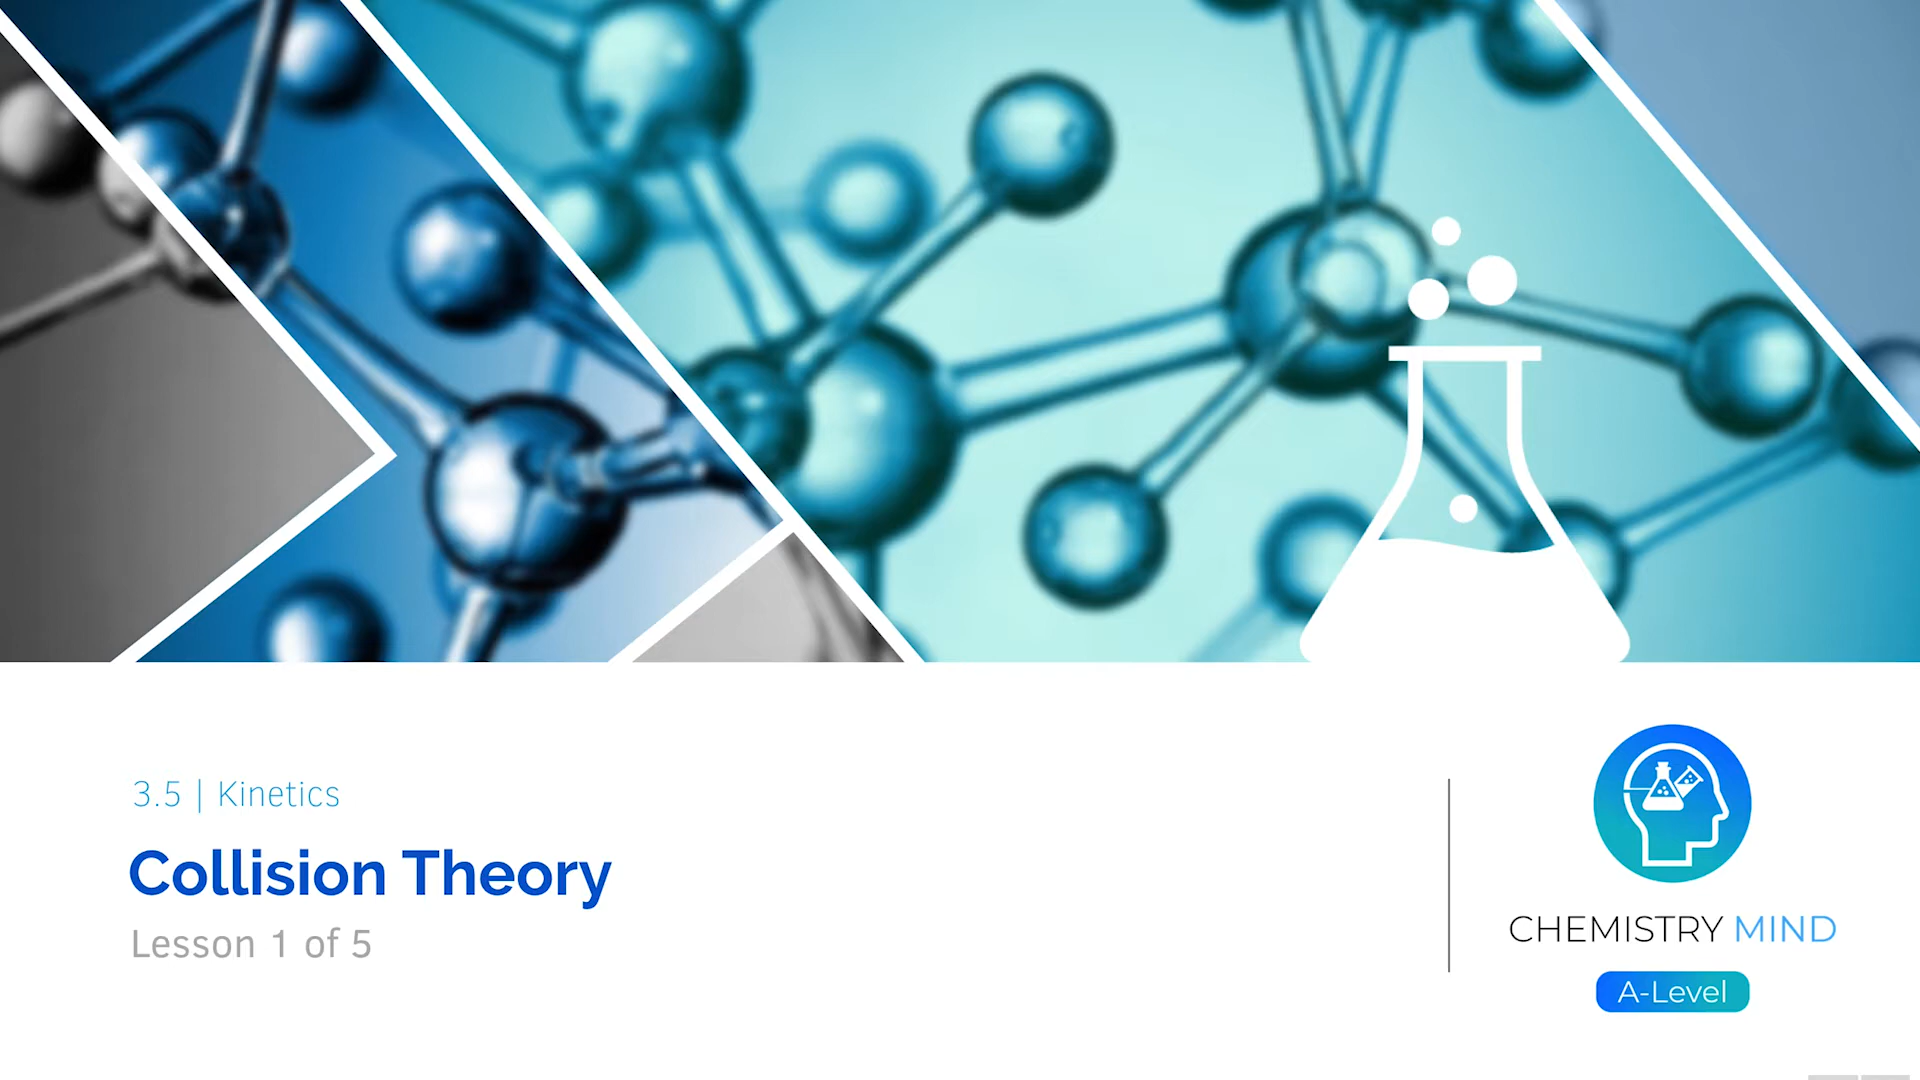 3.5 | Kinetics
Collision Theory
Lesson 1 of 5
CHEMISTRY MIND
A-Level